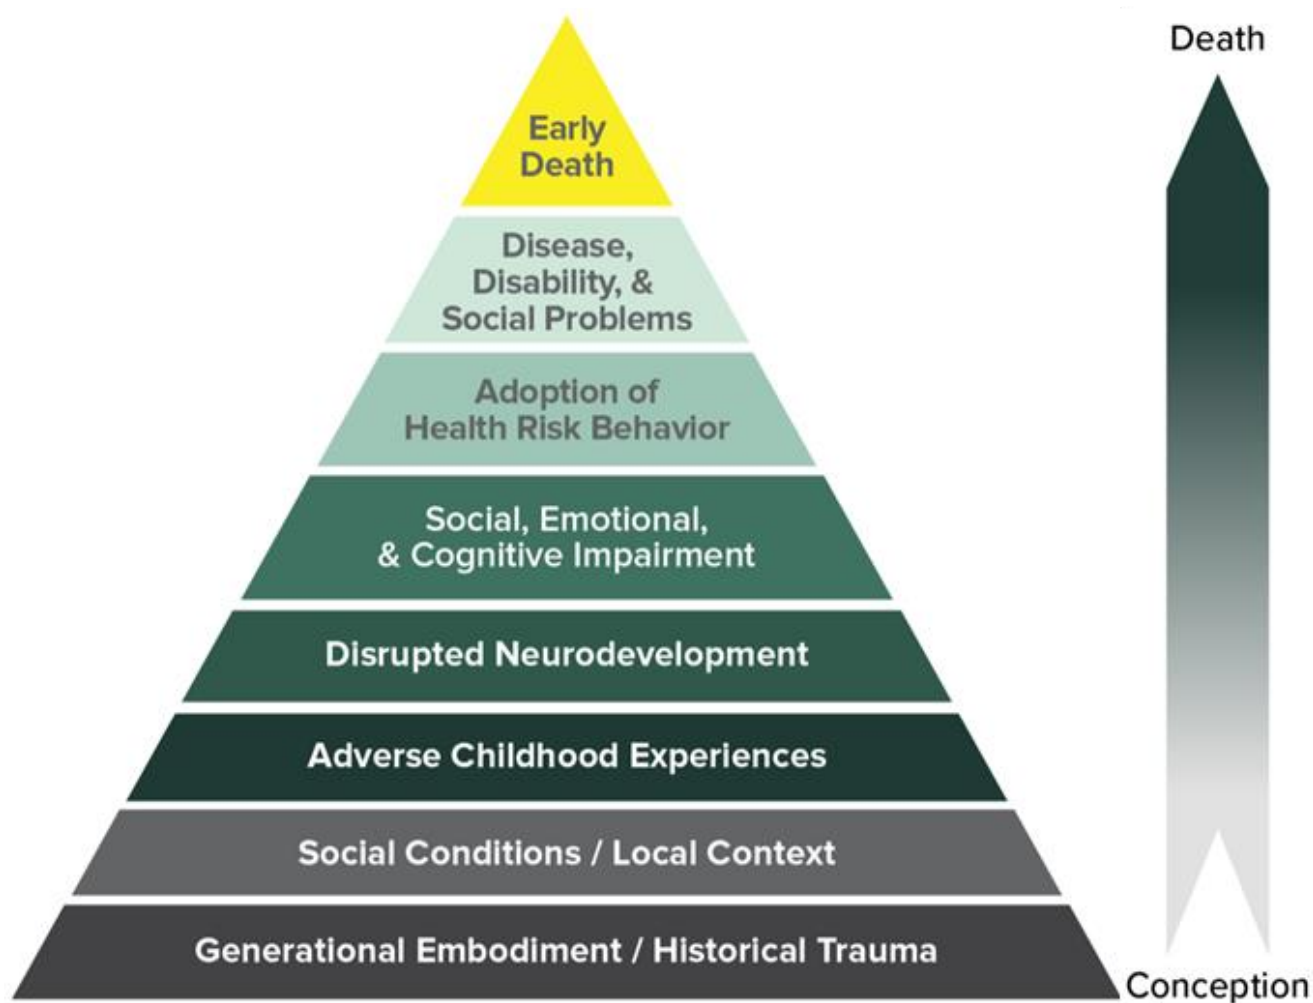 Death
Early
Death
Disease,
Disability, &
Social Problems
Adoption of
Health Risk Behavior
Social, Emotional,
& Cognitive Impairment
Disrupted Neurodevelopment
Adverse Childhood Experiences
Social Conditions / Local Context
Generational Embodiment / Historical Trauma
Conception